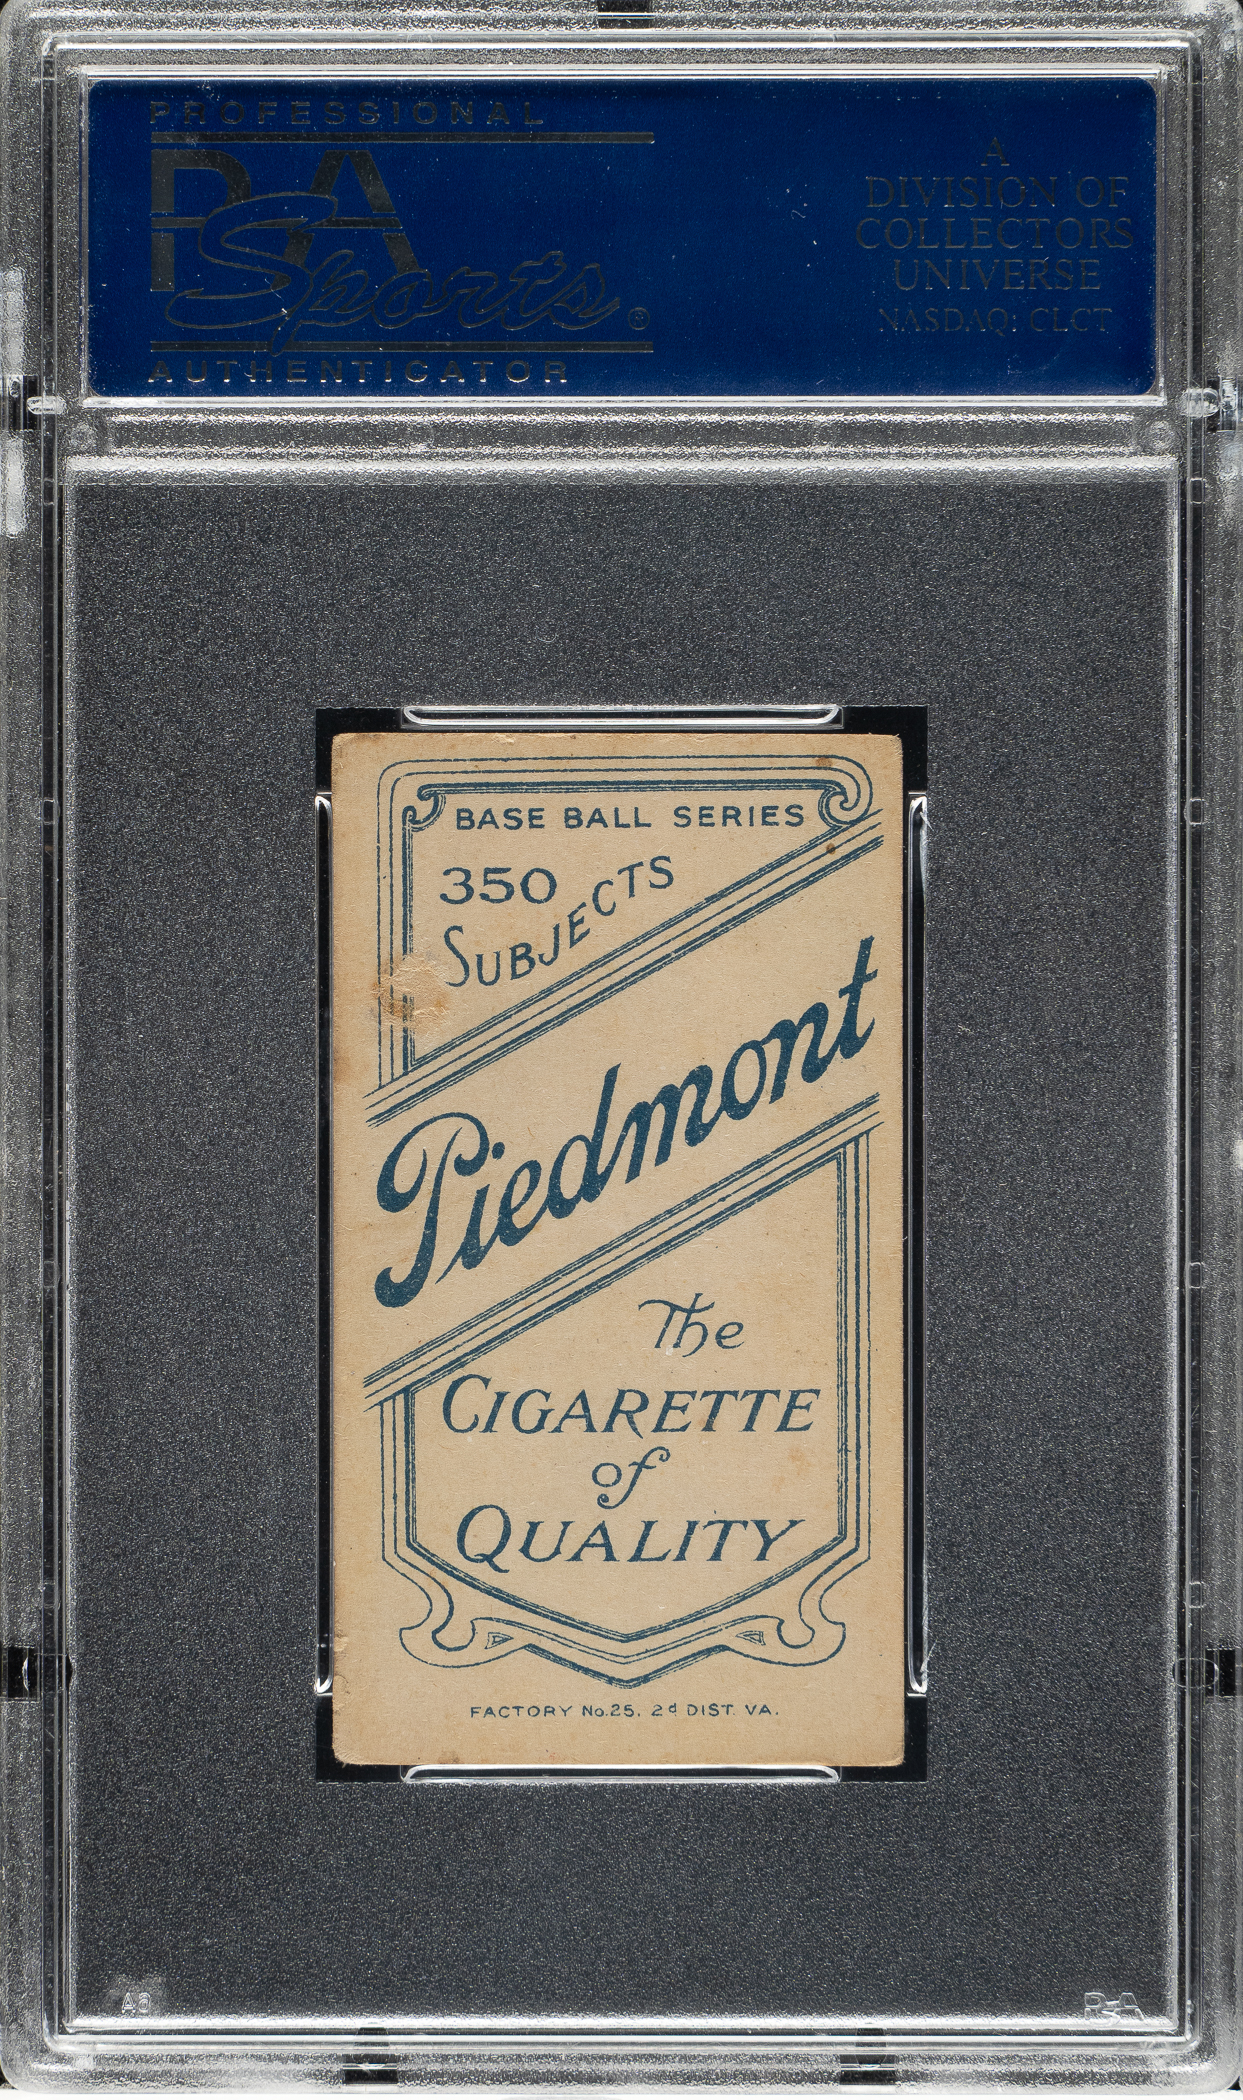 PROFESSIONAL
PSA
Sports ®
AUTHENTICATOR
A
DIVISION OF
COLLECTORS
UNIVERSE
NASDAQ: CLCT
BASE BALL SERIES
350
SUBJECTS
Piedmont
The
CIGARETTE
of
QUALITY
FACTORY No. 25, 2d DIST. VA.
PSA